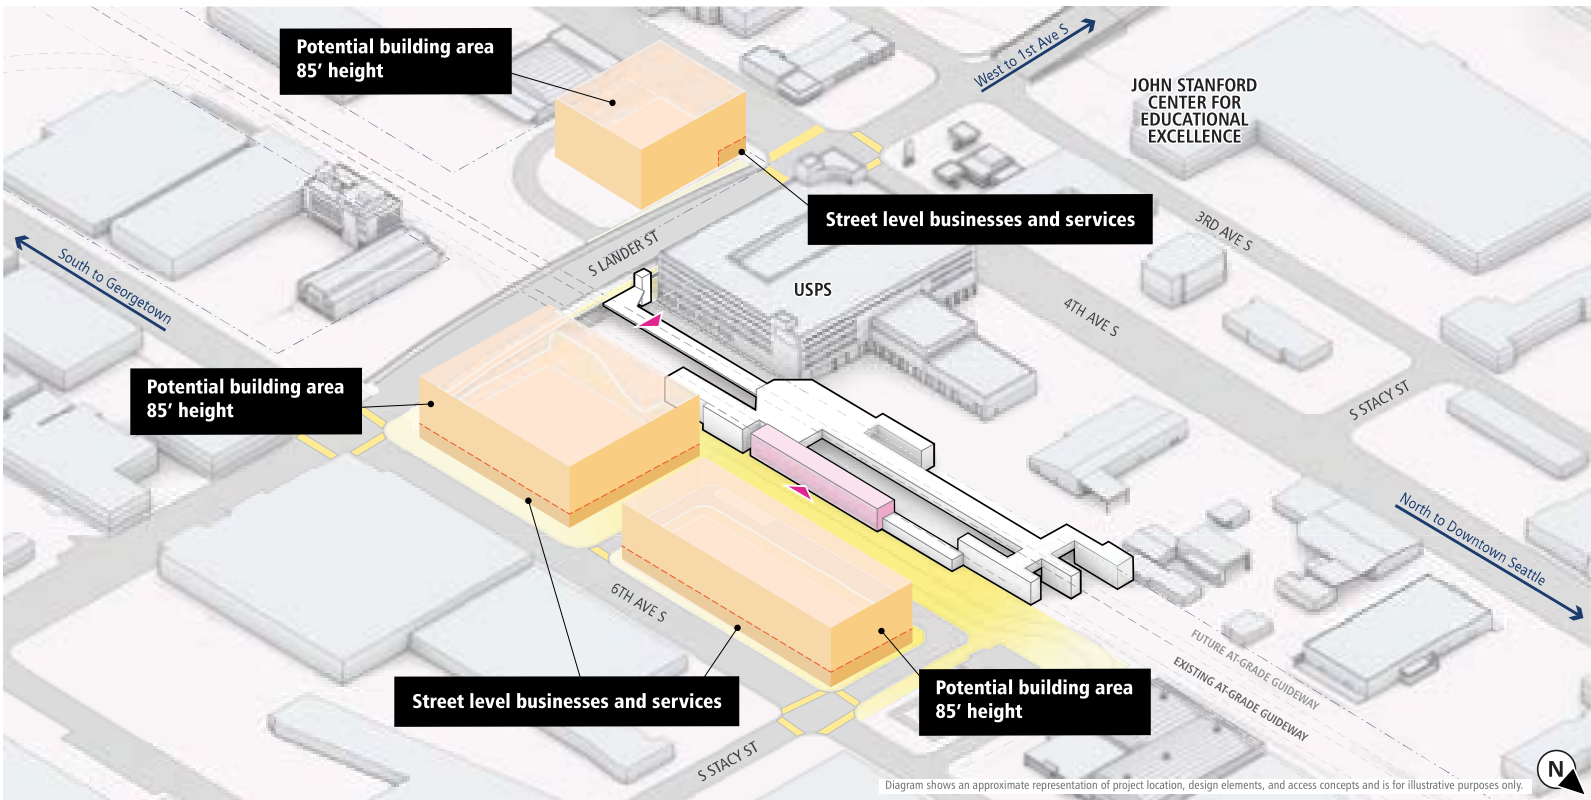 Potential building area
85’ height
West to 1st Ave S
JOHN STANFORD
CENTER FOR
EDUCATIONAL
EXCELLENCE
Street level businesses and services
3RD AVE S
S LANDER ST
South to Georgetown
USPS
4TH AVE S
Potential building area
85’ height
S STACY ST
North to Downtown Seattle
6TH AVE S
FUTURE AT-GRADE GUIDEWAY
EXISTING AT-GRADE GUIDEWAY
Street level businesses and services
Potential building area
85’ height
S STACY ST
N
Diagram shows an approximate representation of project location, design elements, and access concepts and is for illustrative purposes only.